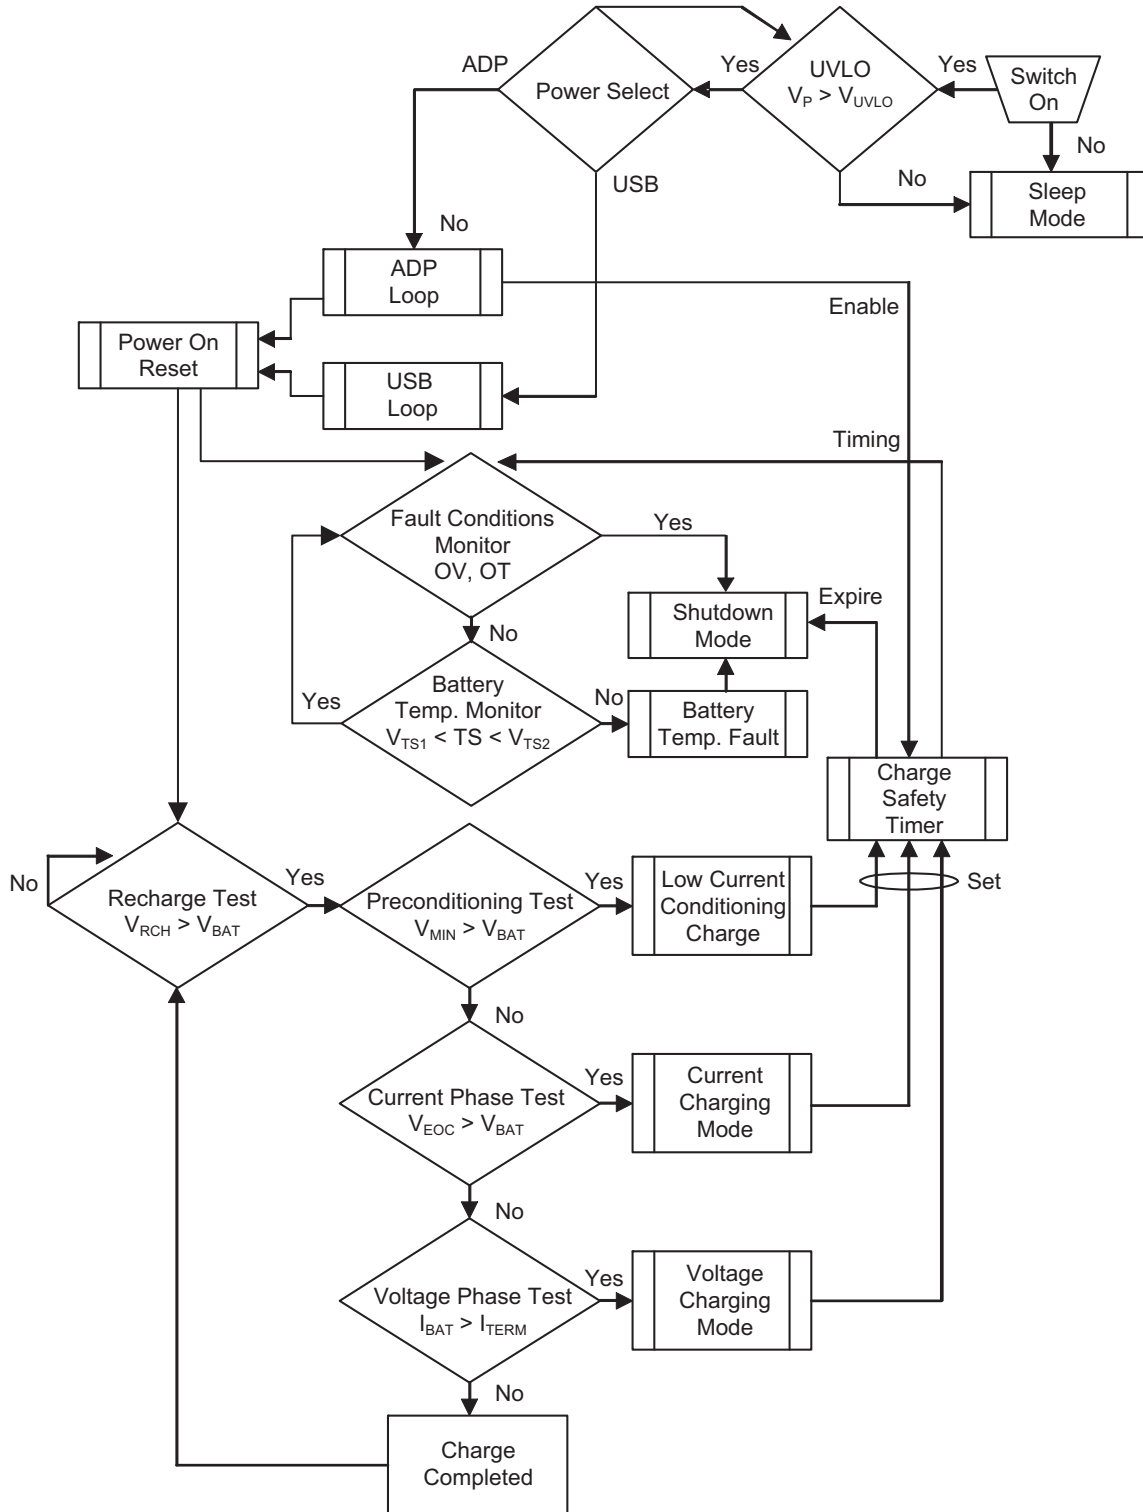 ADP
Power Select
Yes
UVLO
V_P > V_UVLO
Yes
Switch
On
No
No
Sleep
Mode
USB
No
ADP
Loop
Enable
Power On
Reset
USB
Loop
Timing
Fault Conditions
Monitor
OV, OT
Yes
No
Shutdown
Mode
Expire
Yes
Battery
Temp. Monitor
V_TS1 < TS < V_TS2
No
Battery
Temp. Fault
Charge
Safety
Timer
No
Recharge Test
V_RCH > V_BAT
Yes
Preconditioning Test
V_MIN > V_BAT
Yes
Low Current
Conditioning
Charge
Set
No
Current Phase Test
V_EOC > V_BAT
Yes
Current
Charging
Mode
No
Voltage Phase Test
I_BAT > I_TERM
Yes
Voltage
Charging
Mode
No
Charge
Completed